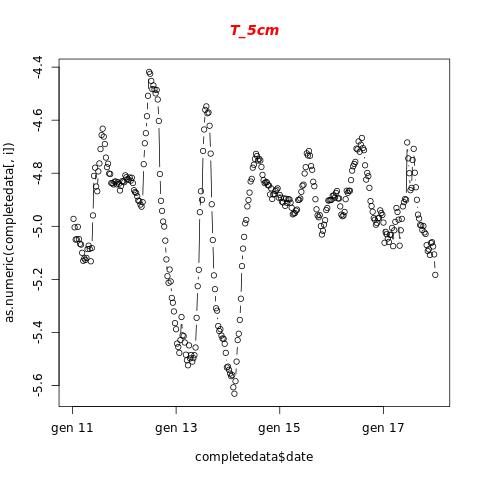 T_5cm
as.numeric(completedata[, i])
-4.4
-4.6
-4.8
-5.0
-5.2
-5.4
-5.6
gen 11
gen 13
gen 15
gen 17
completedata$date